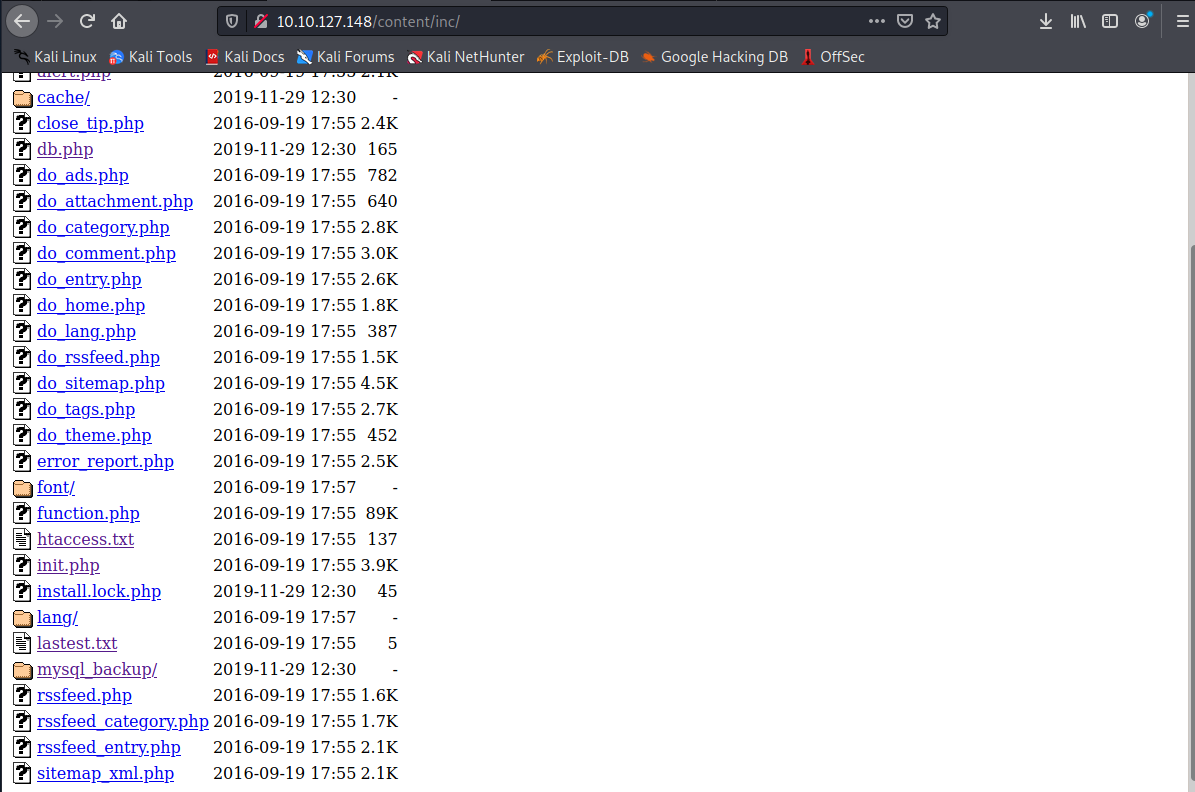 10.10.127.148/content/inc/
Kali Linux Kali Tools Kali Docs Kali Forums Kali NetHunter Exploit-DB Google Hacking DB OffSec
alert.php 2016-09-19 17:55 2.1K
cache/ 2019-11-29 12:30 -
close_tip.php 2016-09-19 17:55 2.4K
db.php 2019-11-29 12:30 165
do_ads.php 2016-09-19 17:55 782
do_attachment.php 2016-09-19 17:55 640
do_category.php 2016-09-19 17:55 2.8K
do_comment.php 2016-09-19 17:55 3.0K
do_entry.php 2016-09-19 17:55 2.6K
do_home.php 2016-09-19 17:55 1.8K
do_lang.php 2016-09-19 17:55 387
do_rssfeed.php 2016-09-19 17:55 1.5K
do_sitemap.php 2016-09-19 17:55 4.5K
do_tags.php 2016-09-19 17:55 2.7K
do_theme.php 2016-09-19 17:55 452
error_report.php 2016-09-19 17:55 2.5K
font/ 2016-09-19 17:57 -
function.php 2016-09-19 17:55 89K
htaccess.txt 2016-09-19 17:55 137
init.php 2016-09-19 17:55 3.9K
install.lock.php 2019-11-29 12:30 45
lang/ 2016-09-19 17:57 -
lastest.txt 2016-09-19 17:55 5
mysql_backup/ 2019-11-29 12:30 -
rssfeed.php 2016-09-19 17:55 1.6K
rssfeed_category.php 2016-09-19 17:55 1.7K
rssfeed_entry.php 2016-09-19 17:55 2.1K
sitemap_xml.php 2016-09-19 17:55 2.1K